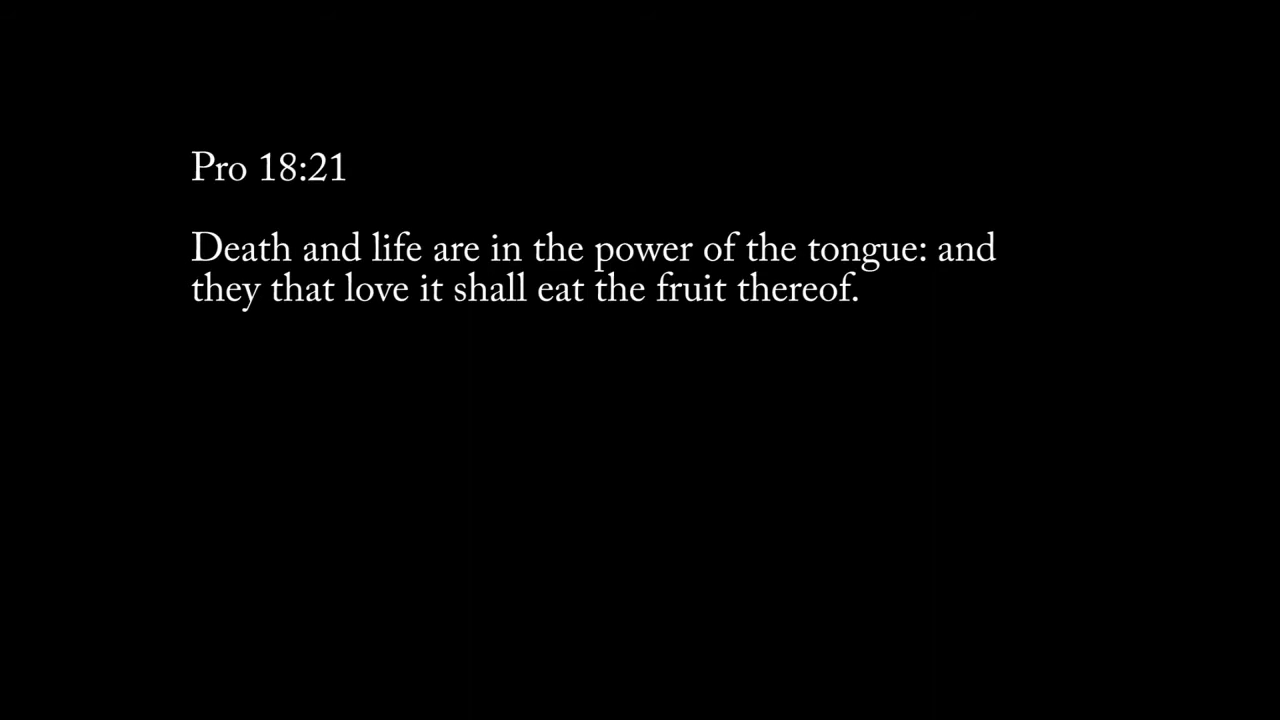 Pro 18:21
Death and life are in the power of the tongue: and
they that love it shall eat the fruit thereof.